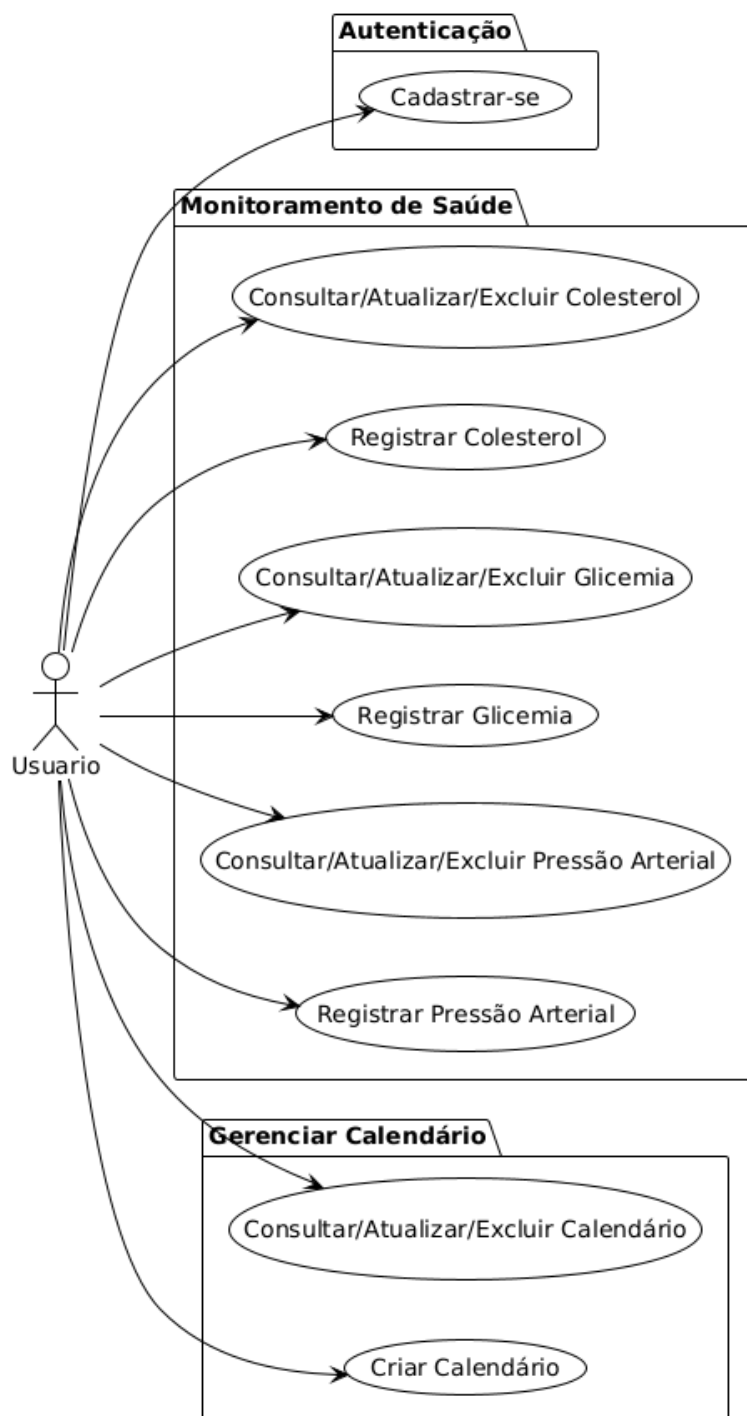 Autenticação
Cadastrar-se
Monitoramento de Saúde
Consultar/Atualizar/Excluir Colesterol
Registrar Colesterol
Consultar/Atualizar/Excluir Glicemia
Registrar Glicemia
Usuario
Consultar/Atualizar/Excluir Pressão Arterial
Registrar Pressão Arterial
Gerenciar Calendário
Consultar/Atualizar/Excluir Calendário
Criar Calendário